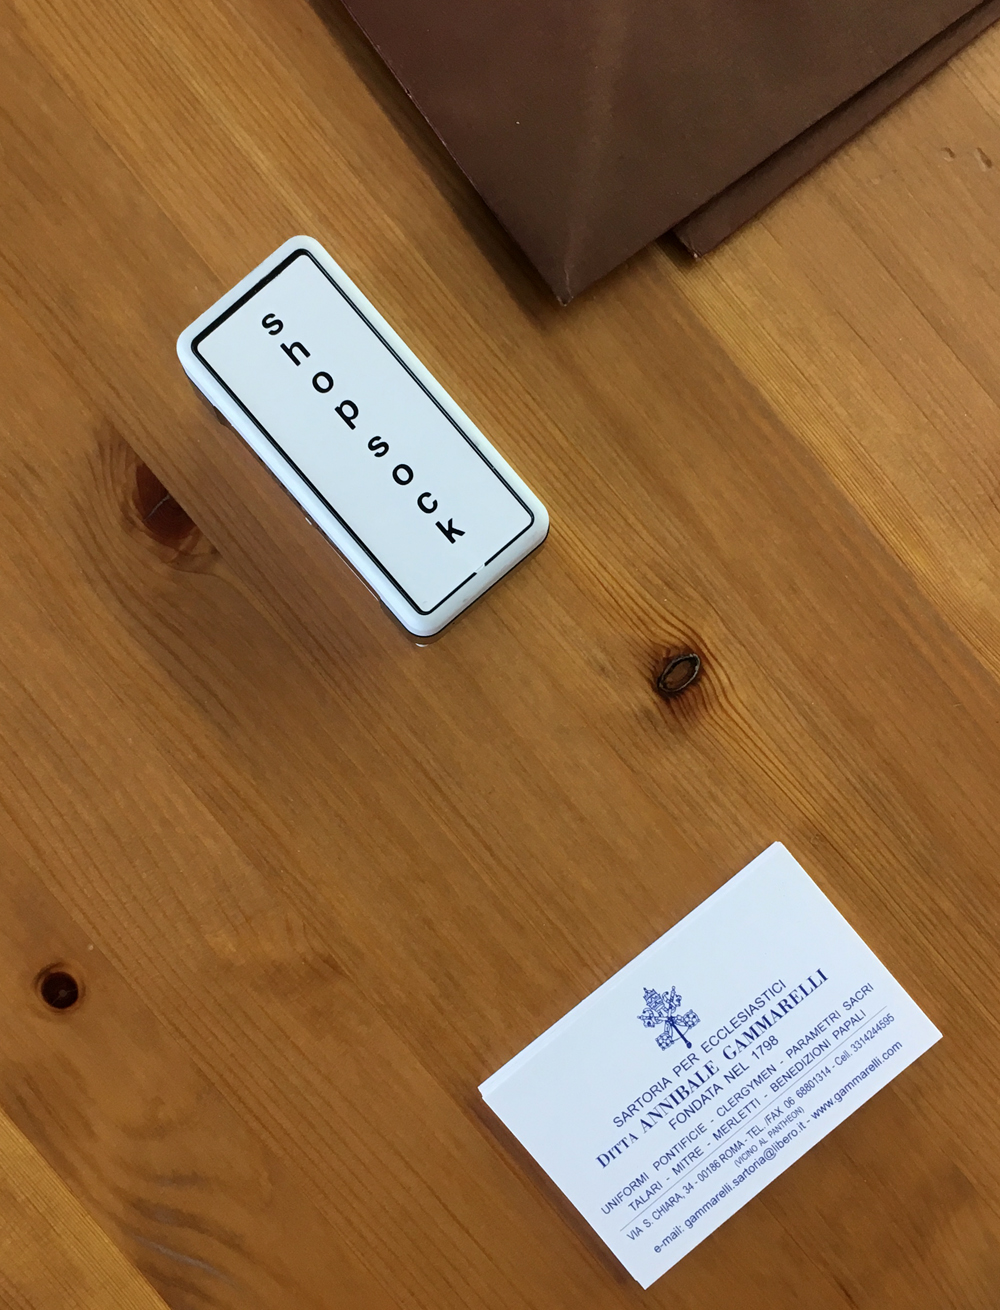 shopsock
SARTORIA PER ECCLESIASTICI
DITTA ANNIBALE GAMMARELLI
FONDATA NEL 1798
UNIFORMI PONTIFICIE - CLERGYMEN - PARAMETRI SACRI
TALARI - MITRE - MERLETTI - BENEDIZIONI PAPALI
VIA S. CHIARA, 34 - 00186 ROMA - TEL. /FAX 06 68801314 - Cell. 3314244595
(VICINO AL PANTHEON)
e-mail: gammarelli.sartoria@libero.it - www.gammarelli.com